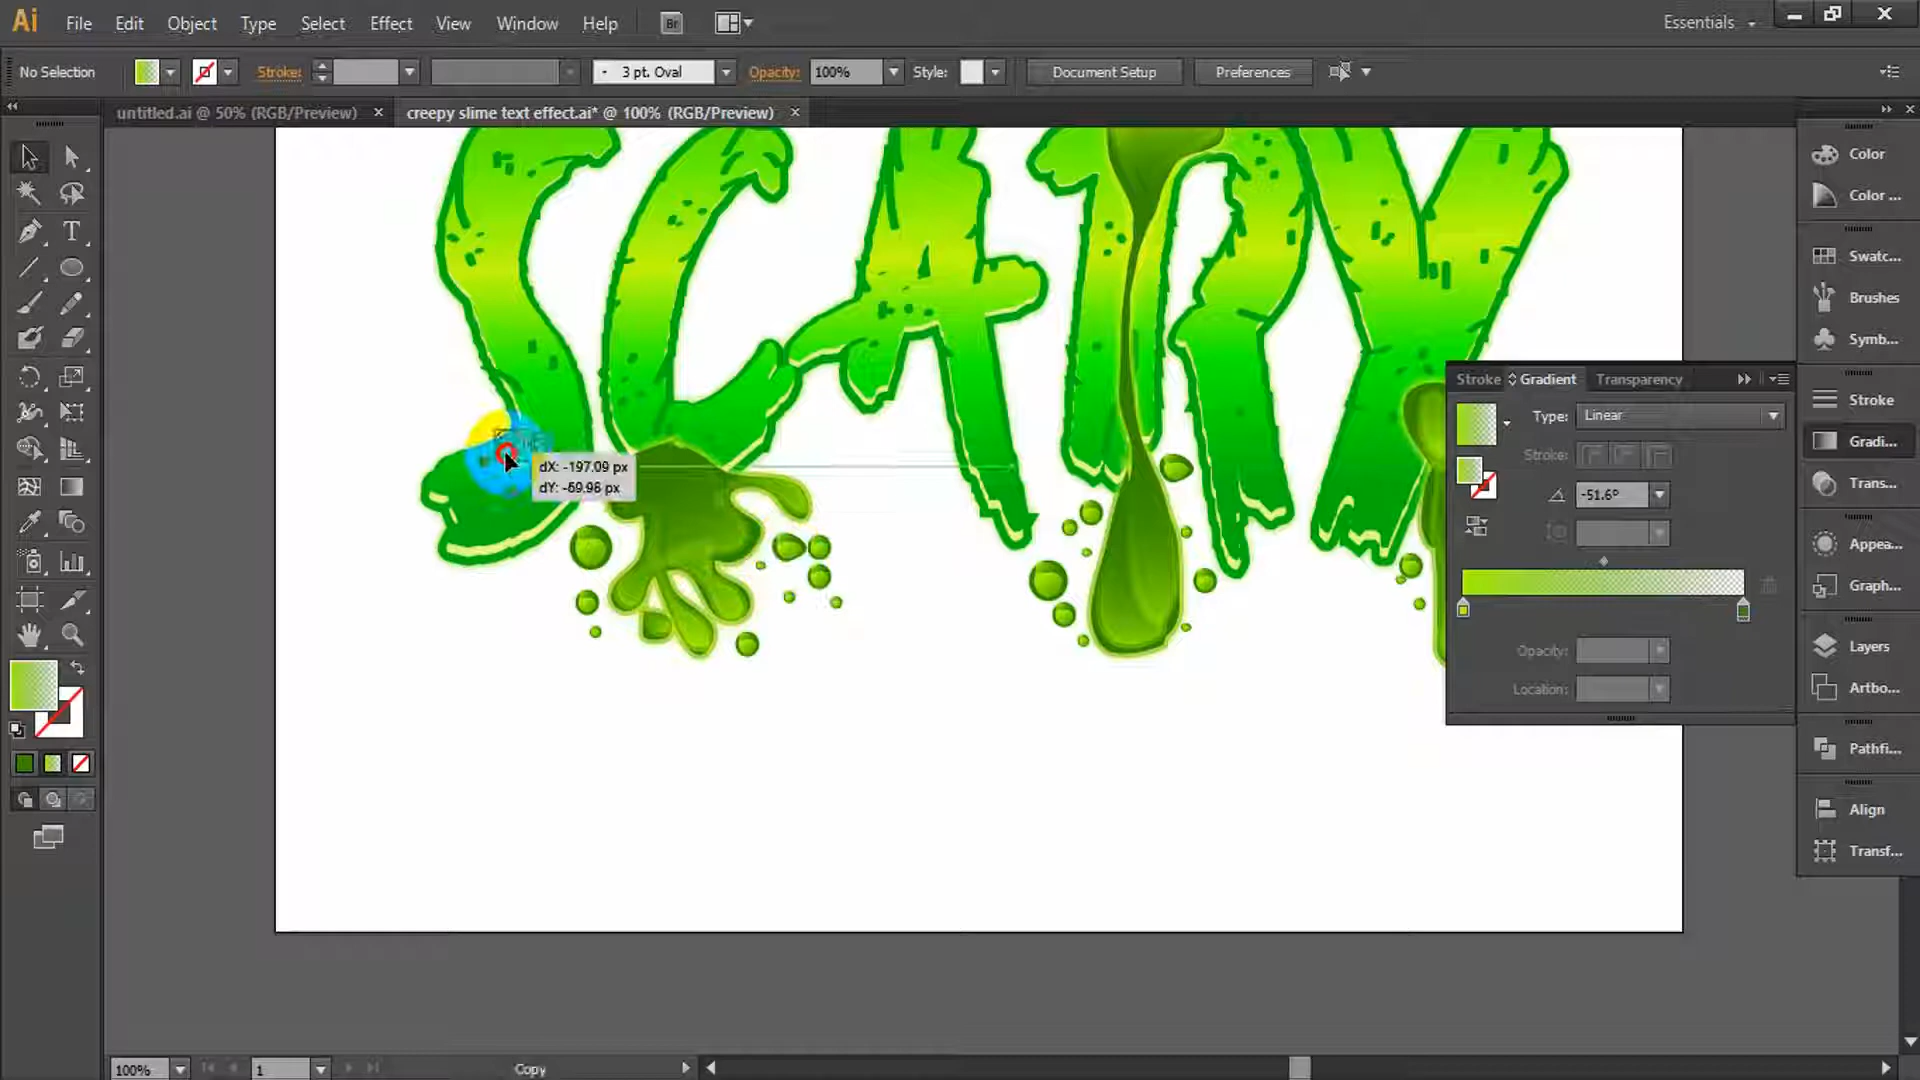 Ai File Edit Object Type Select Effect View Window Help Br Essentials
No Selection Stroke: 3 pt. Oval Opacity: 100% Style: Document Setup Preferences
untitled.ai @ 50% (RGB/Preview) × creepy slime text effect.ai* @ 100% (RGB/Preview) ×
SCARY
dX: -197.09 px
dY: -69.96 px
Stroke Gradient Transparency
Type: Linear
Stroke:
-51.6°
Opacity:
Location:
Color
Color ...
Swatc...
Brushes
Symb...
Stroke
Gradi...
Trans...
Appea...
Graph...
Layers
Artbo...
Pathfi...
Align
Transf...
100% 1 Copy